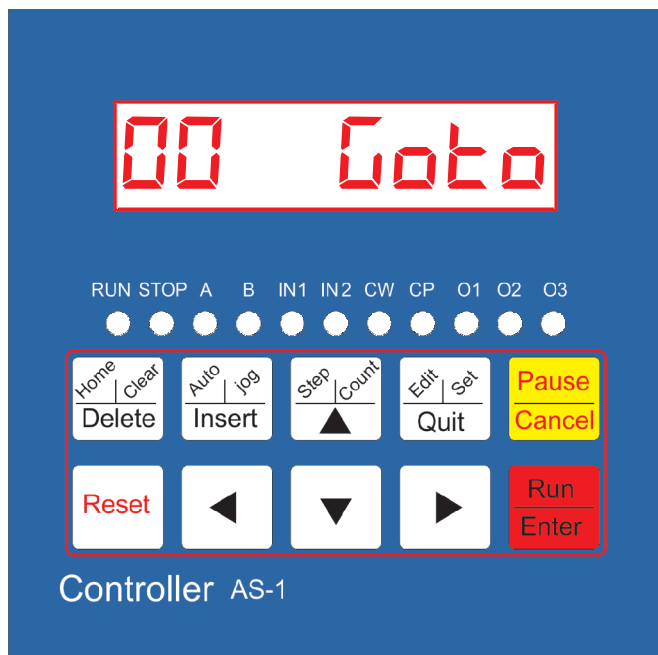 00 Goto
RUN STOP A B IN1 IN2 CW CP O1 O2 O3
Home Clear Auto jog Step Count Edit Set Pause
Delete Insert Quit Cancel
Reset Run
Enter
Controller AS-1